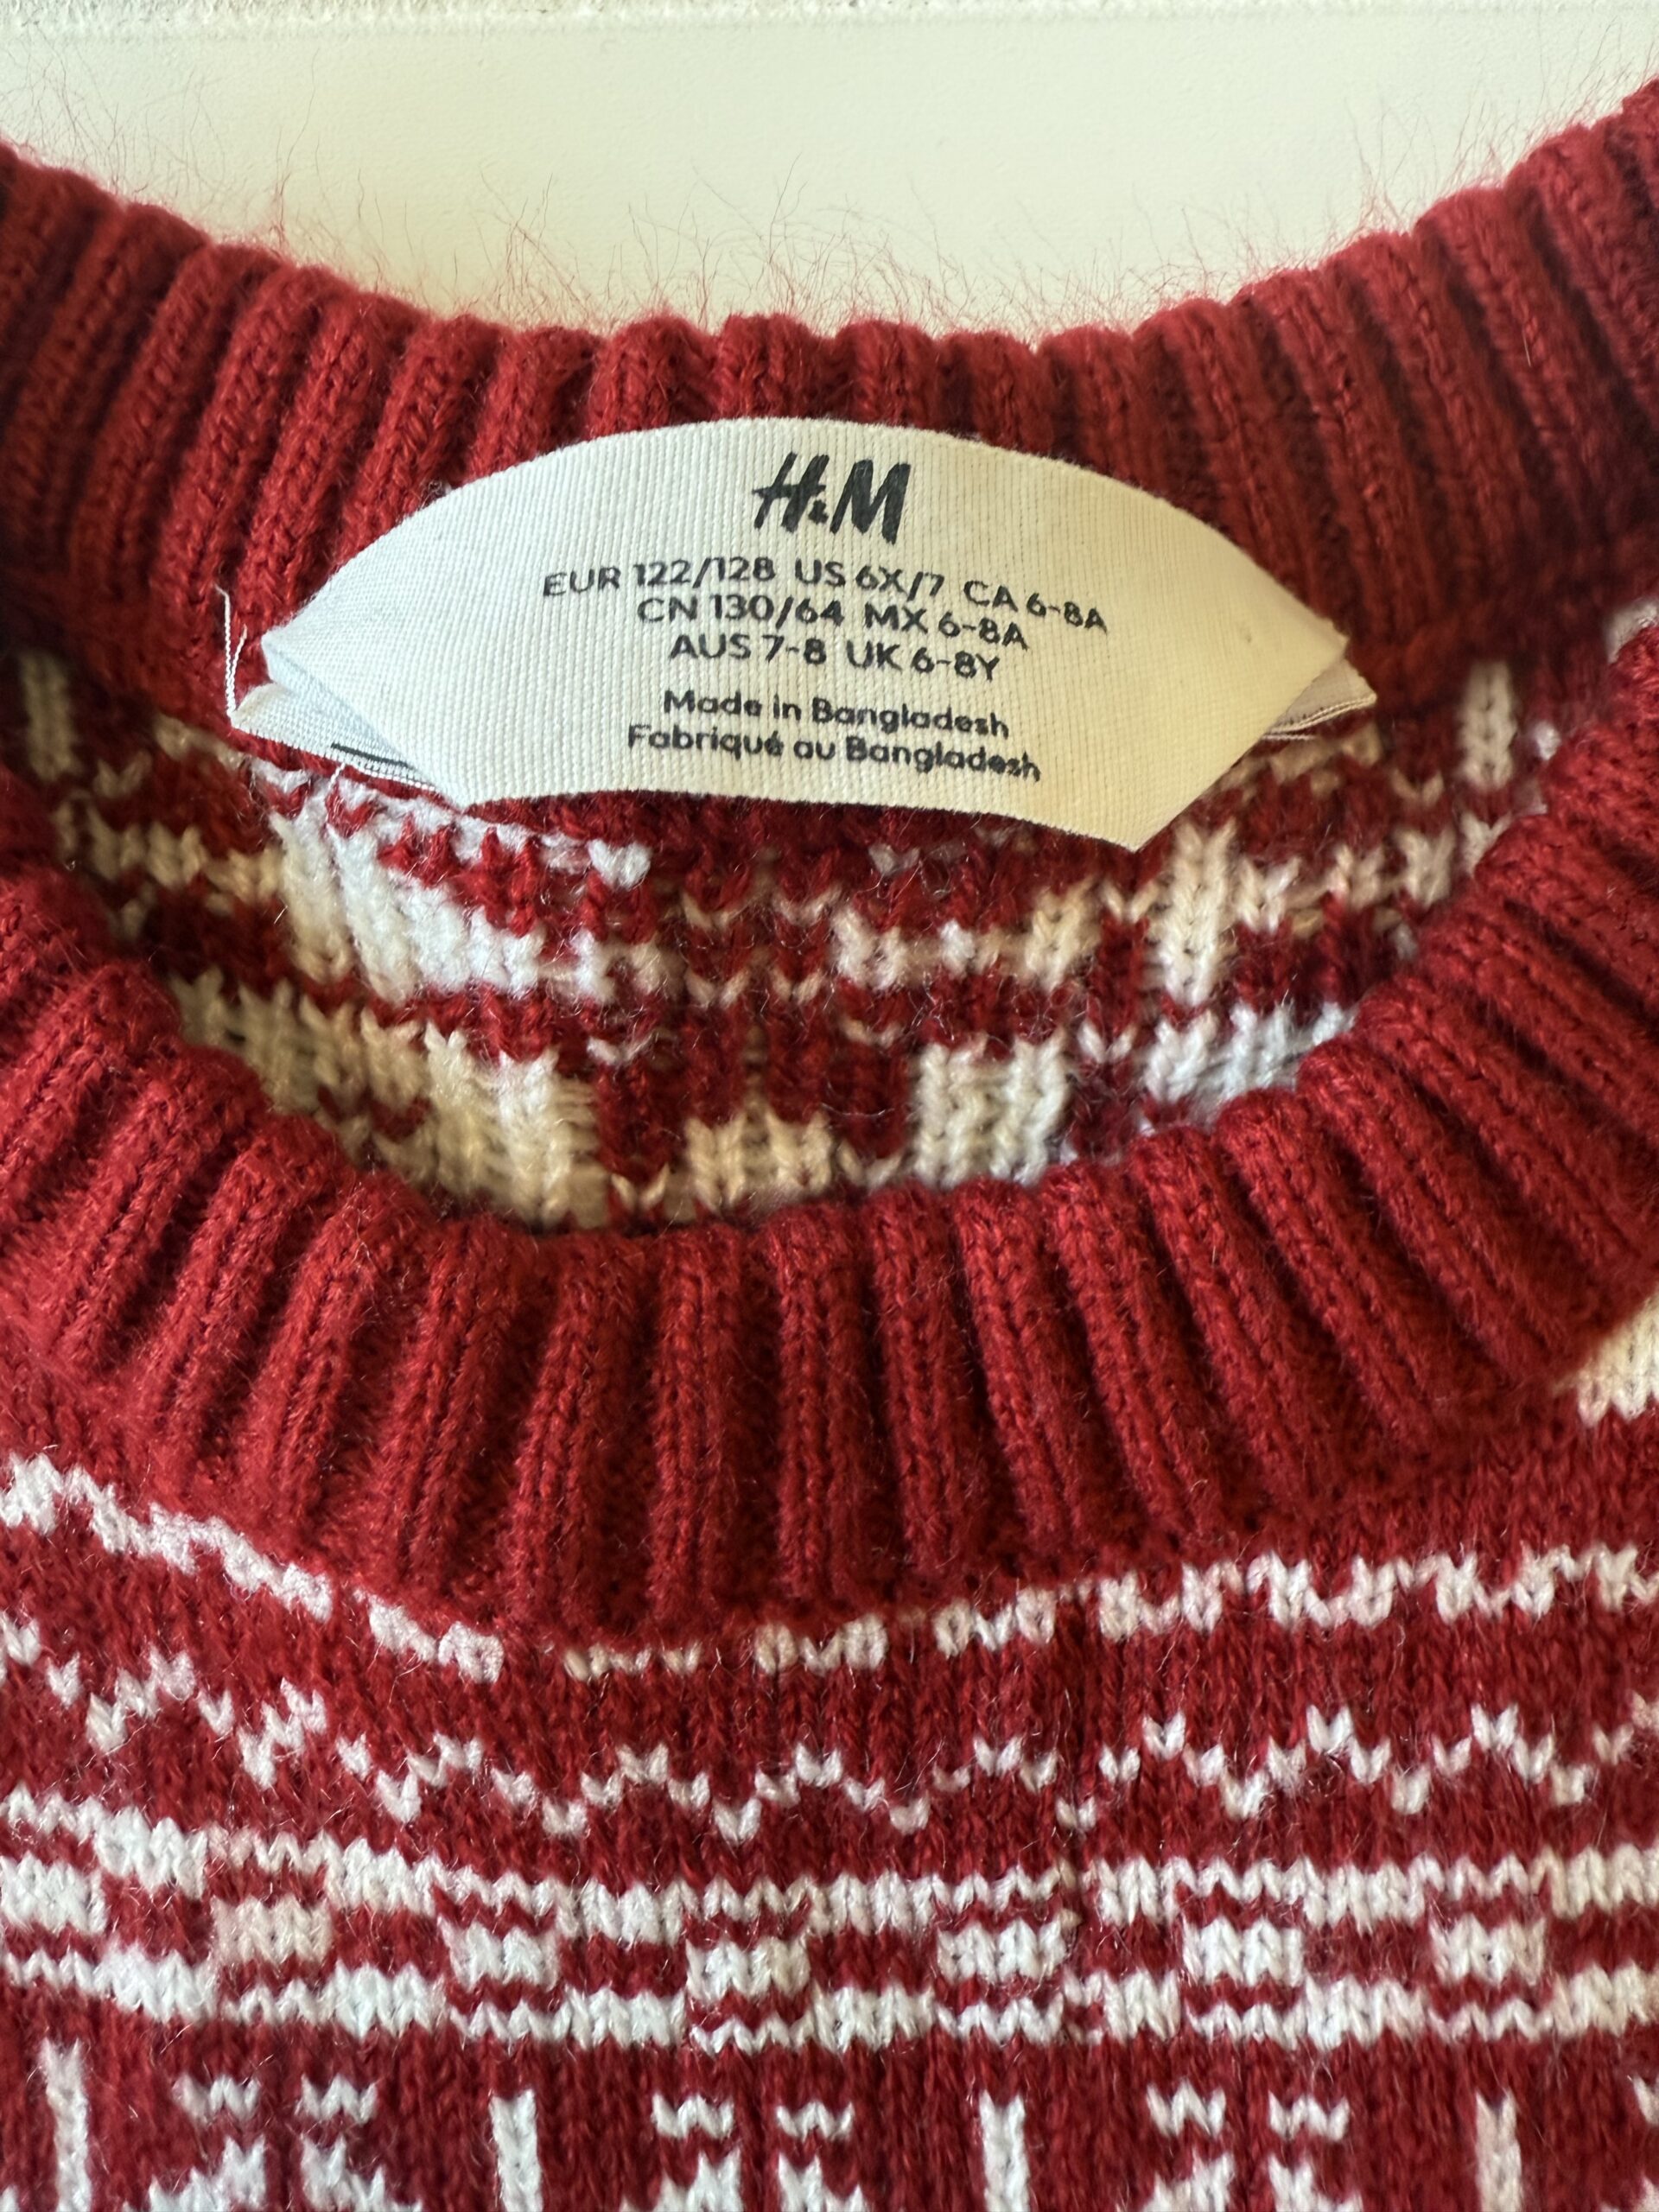 H&M
EUR 122/128 US 6X/7 CA 6-8A
CN 130/64 MX 6-8A
AUS 7-8 UK 6-8Y
Made in Bangladesh
Fabriqué au Bangladesh